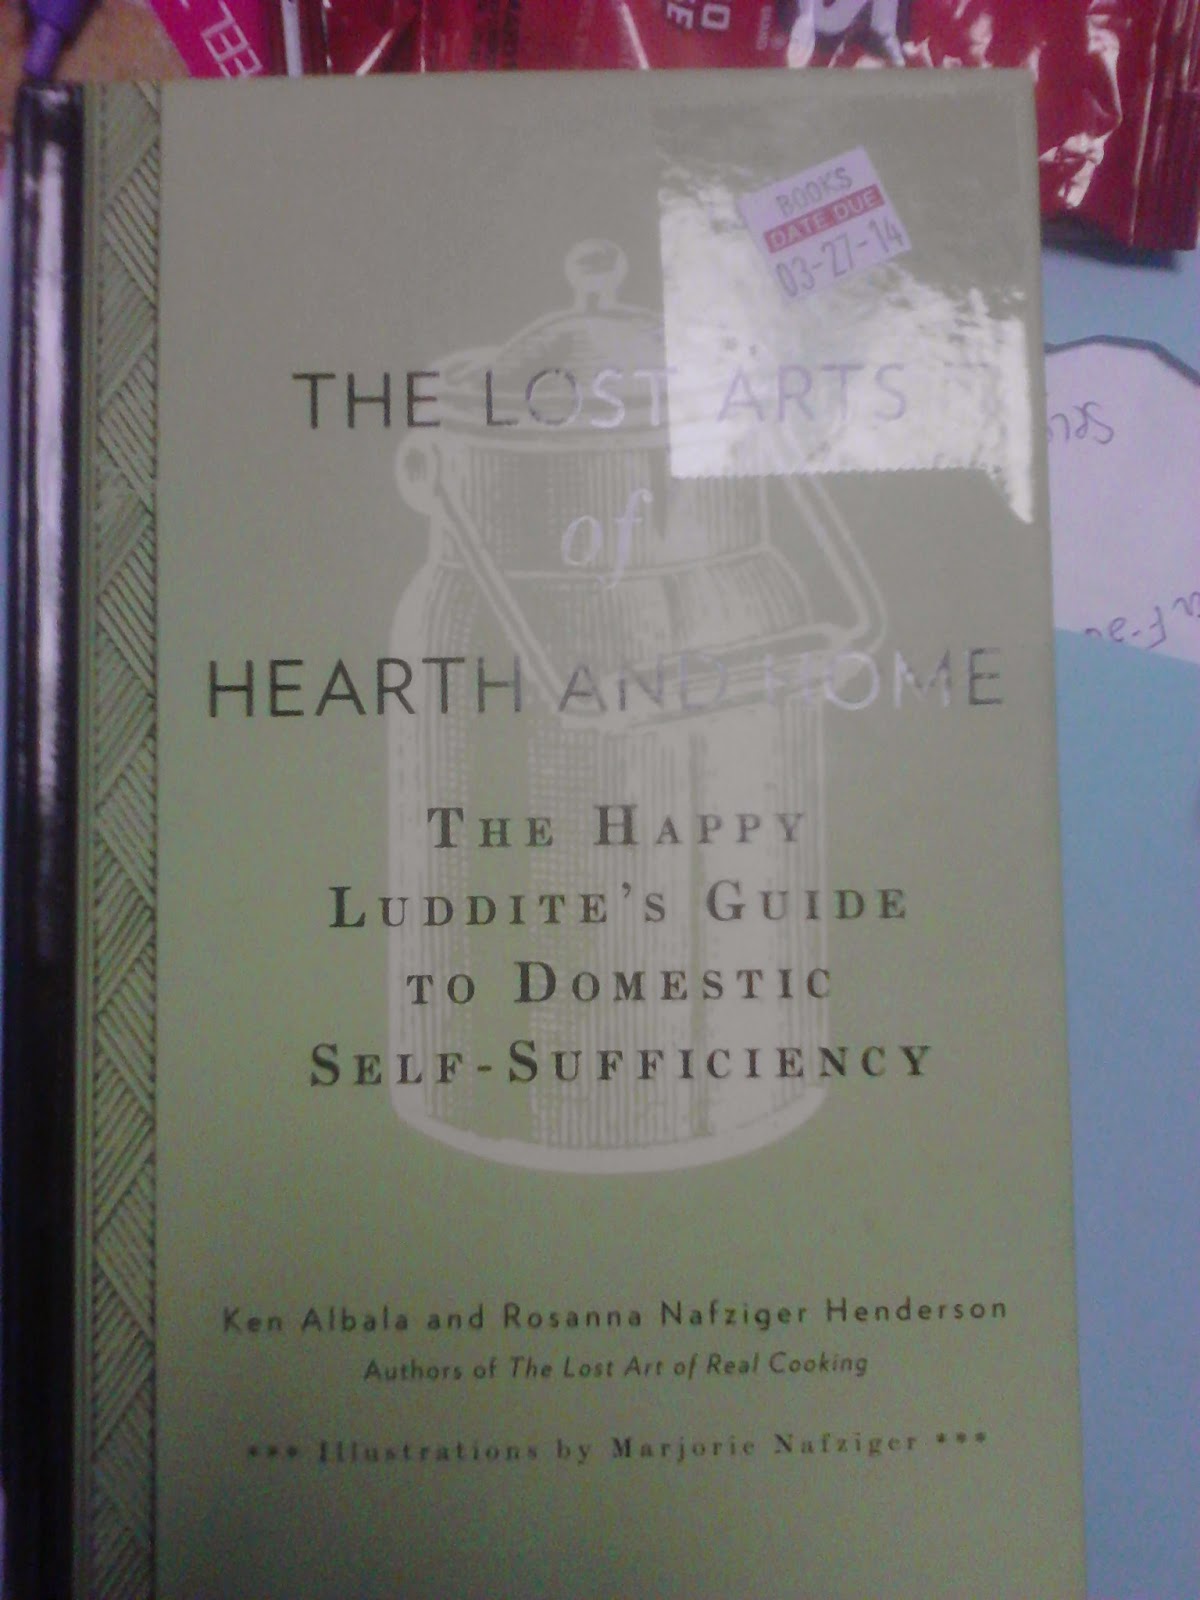 BOOKS
DATE DUE
03-27-14
THE LOST ARTS
of
HEARTH AND HOME
THE HAPPY
LUDDITE'S GUIDE
TO DOMESTIC
SELF-SUFFICIENCY
Ken Albala and Rosanna Nafziger Henderson
Authors of The Lost Art of Real Cooking
*** Illustrations by Marjorie Nafziger ***